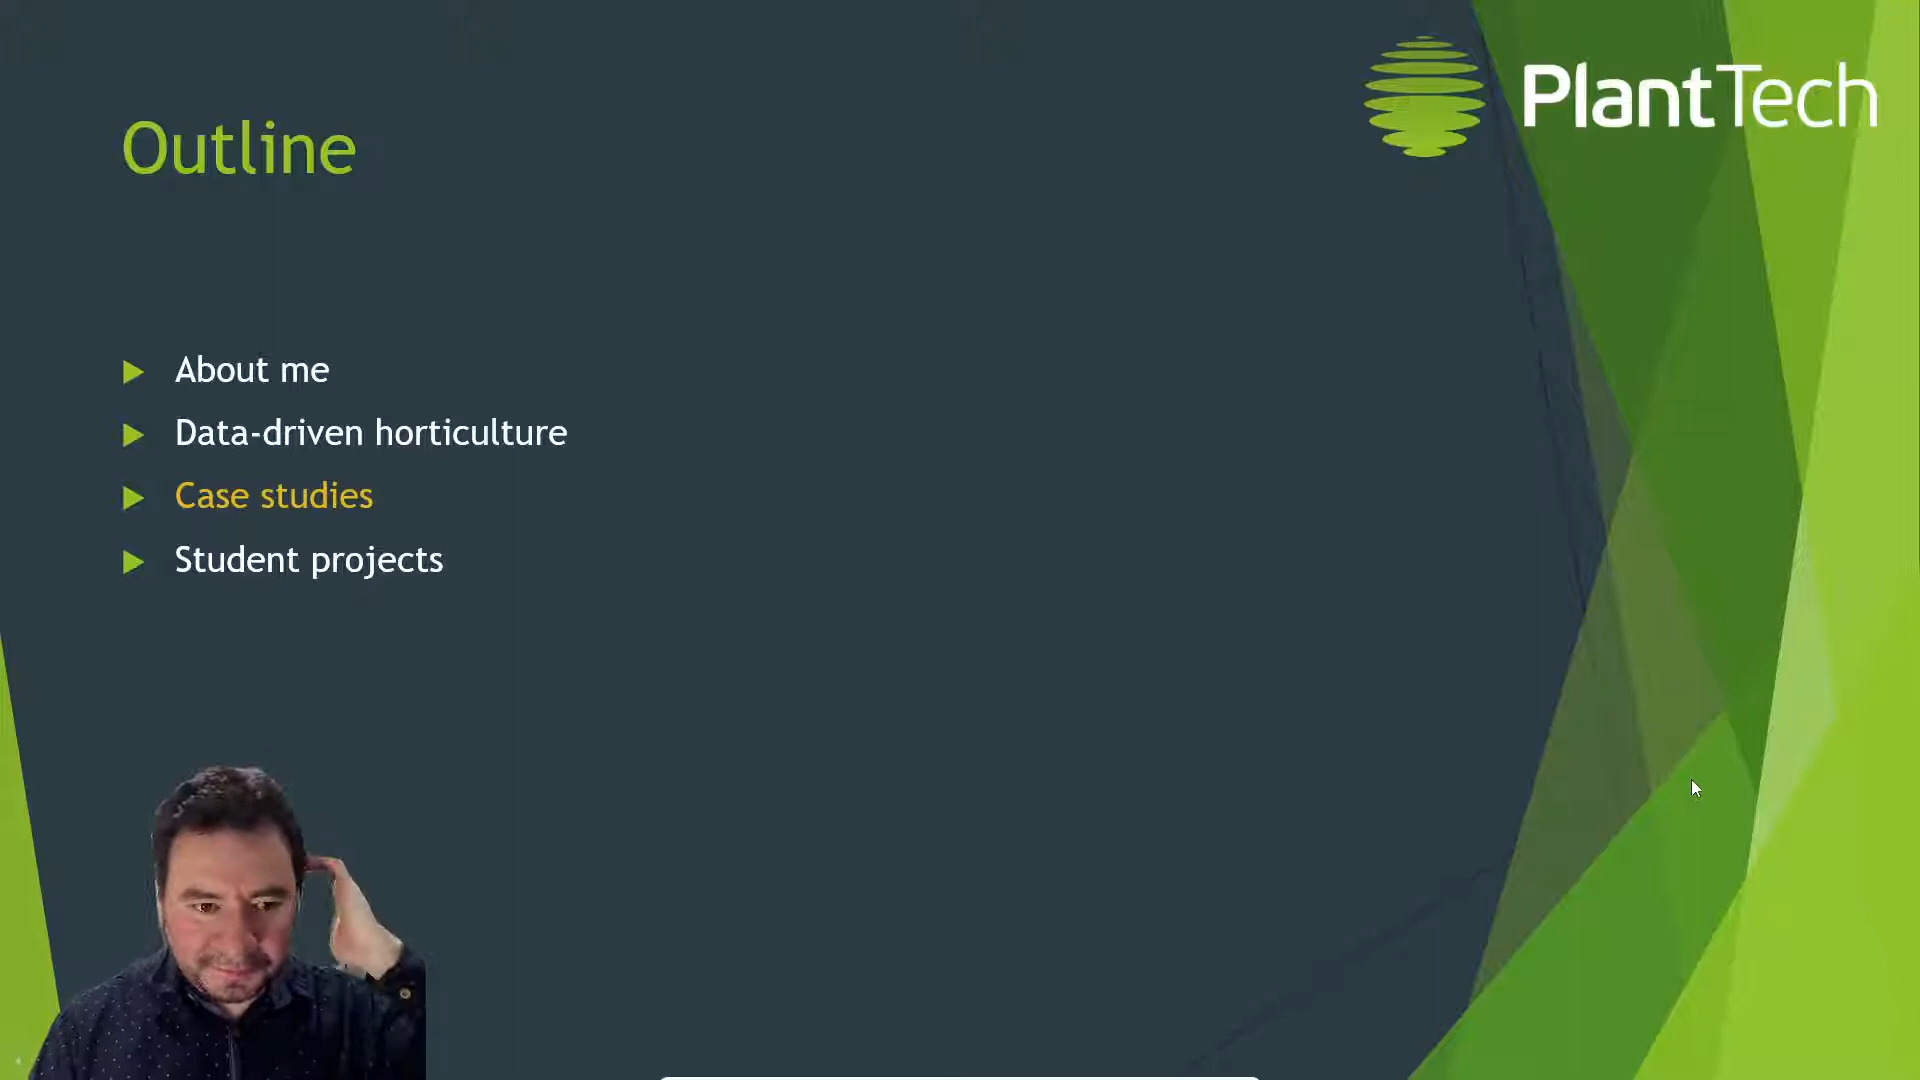 PlantTech
Outline
About me
Data-driven horticulture
Case studies
Student projects